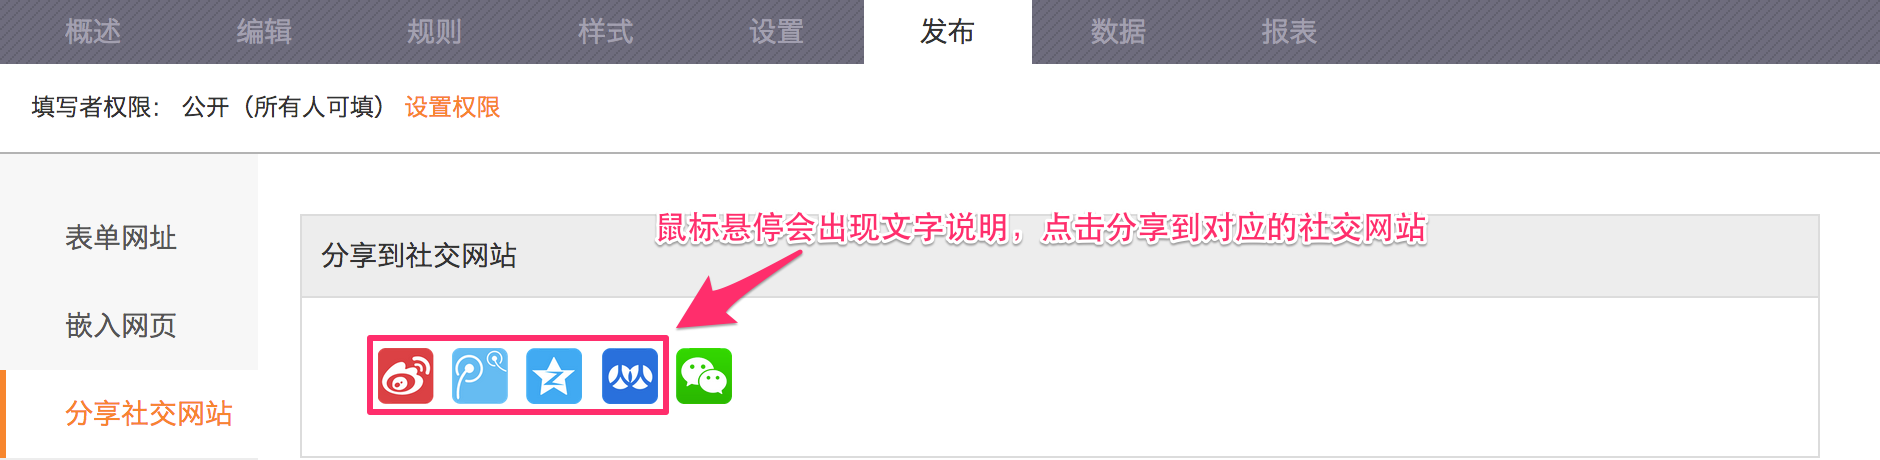 概述 编辑 规则 样式 设置 发布 数据 报表
填写者权限： 公开（所有人可填） 设置权限
表单网址
嵌入网页
分享社交网站
鼠标悬停会出现文字说明，点击分享到对应的社交网站
分享到社交网站